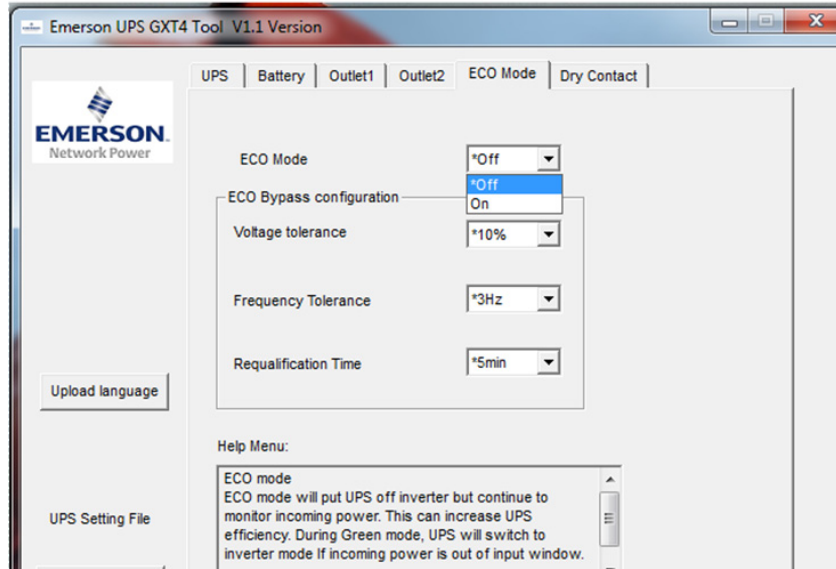 Emerson UPS GXT4 Tool V1.1 Version
UPS Battery Outlet1 Outlet2 ECO Mode Dry Contact
EMERSON.
Network Power
ECO Mode *Off
*Off
On
ECO Bypass configuration
Voltage tolerance *10%
Frequency Tolerance *3Hz
Requalification Time *5min
Upload language
Help Menu:
ECO mode
ECO mode will put UPS off inverter but continue to
monitor incoming power. This can increase UPS
efficiency. During Green mode, UPS will switch to
inverter mode If incoming power is out of input window.
UPS Setting File